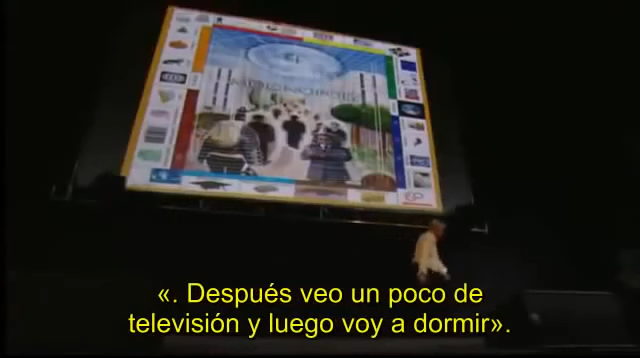 «. Después veo un poco de
televisión y luego voy a dormir».